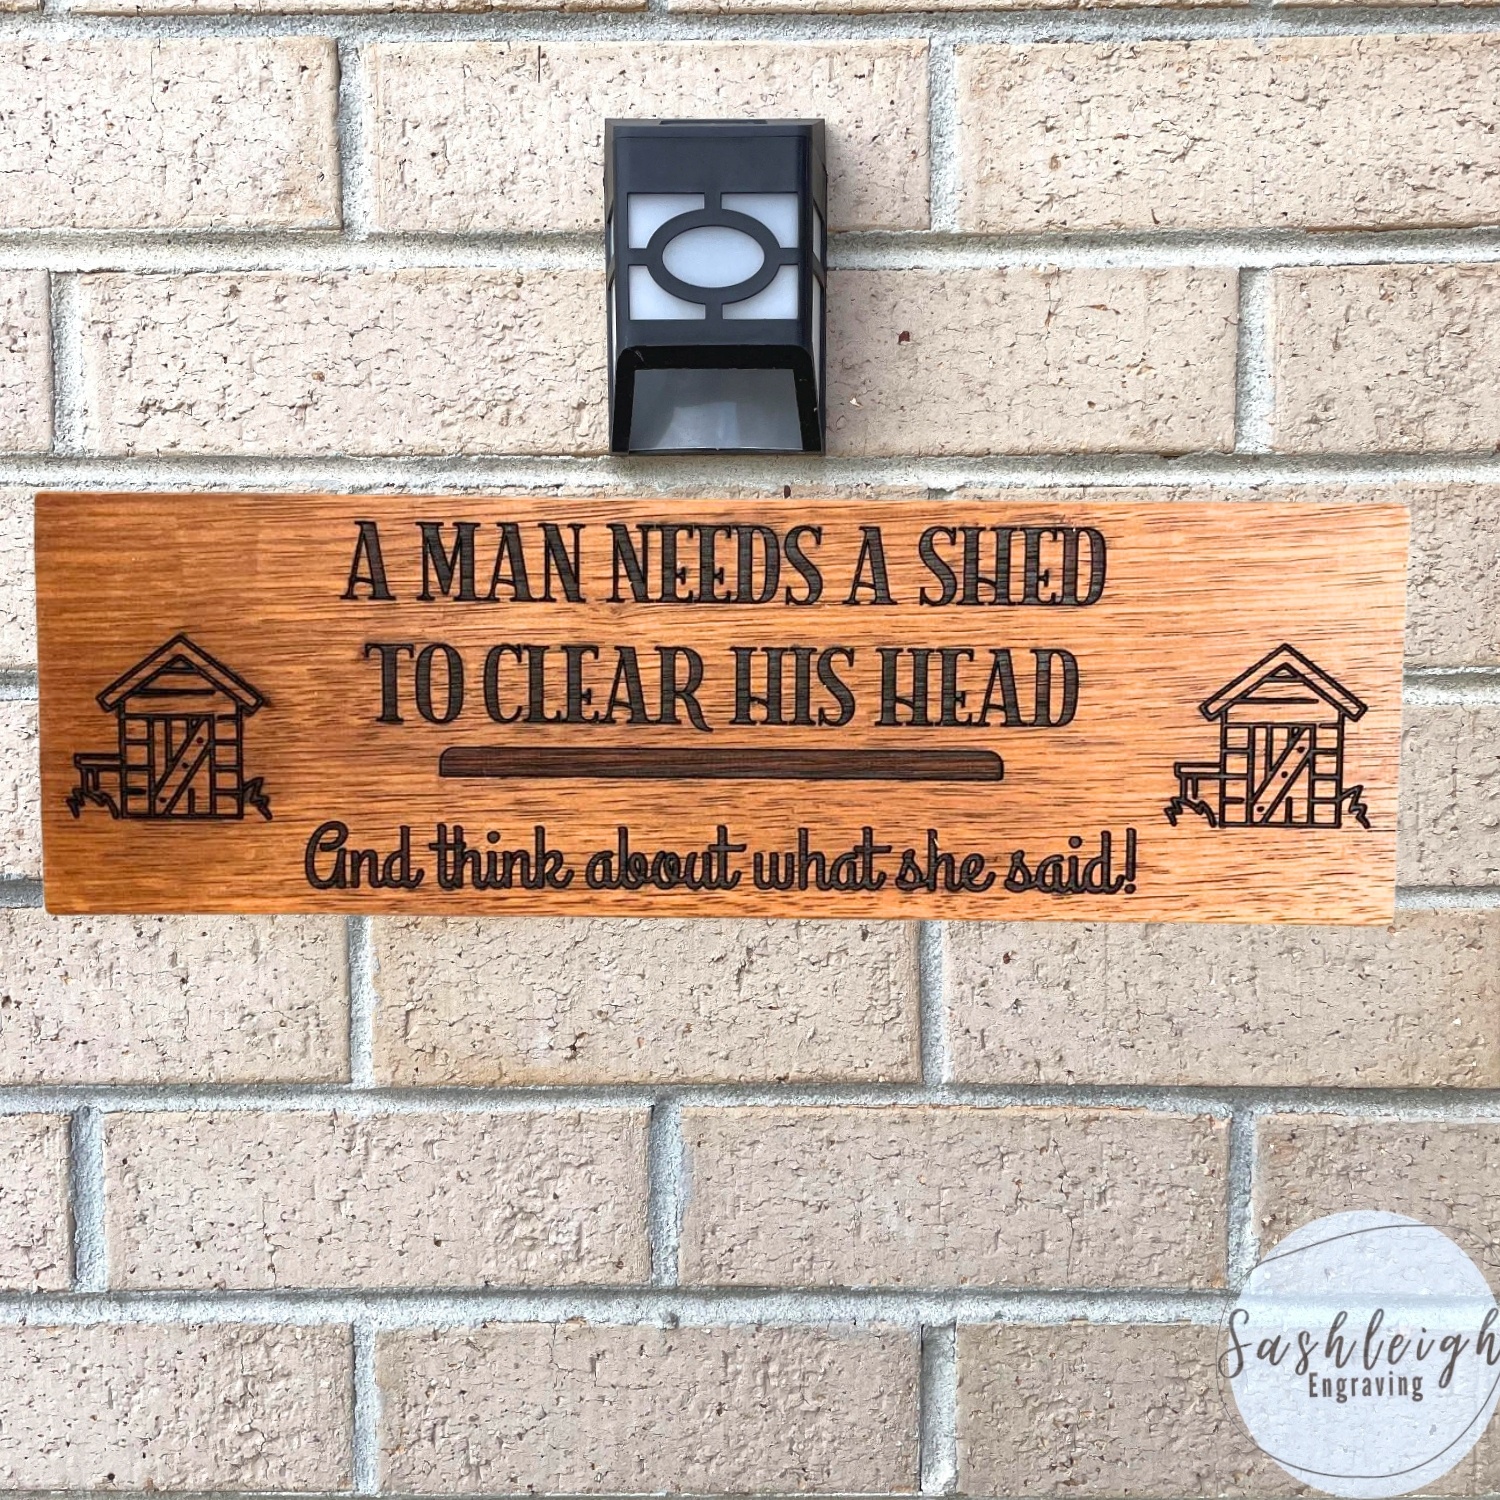 A MAN NEEDS A SHED
TO CLEAR HIS HEAD
And think about what she said!
Sashleigh
Engraving